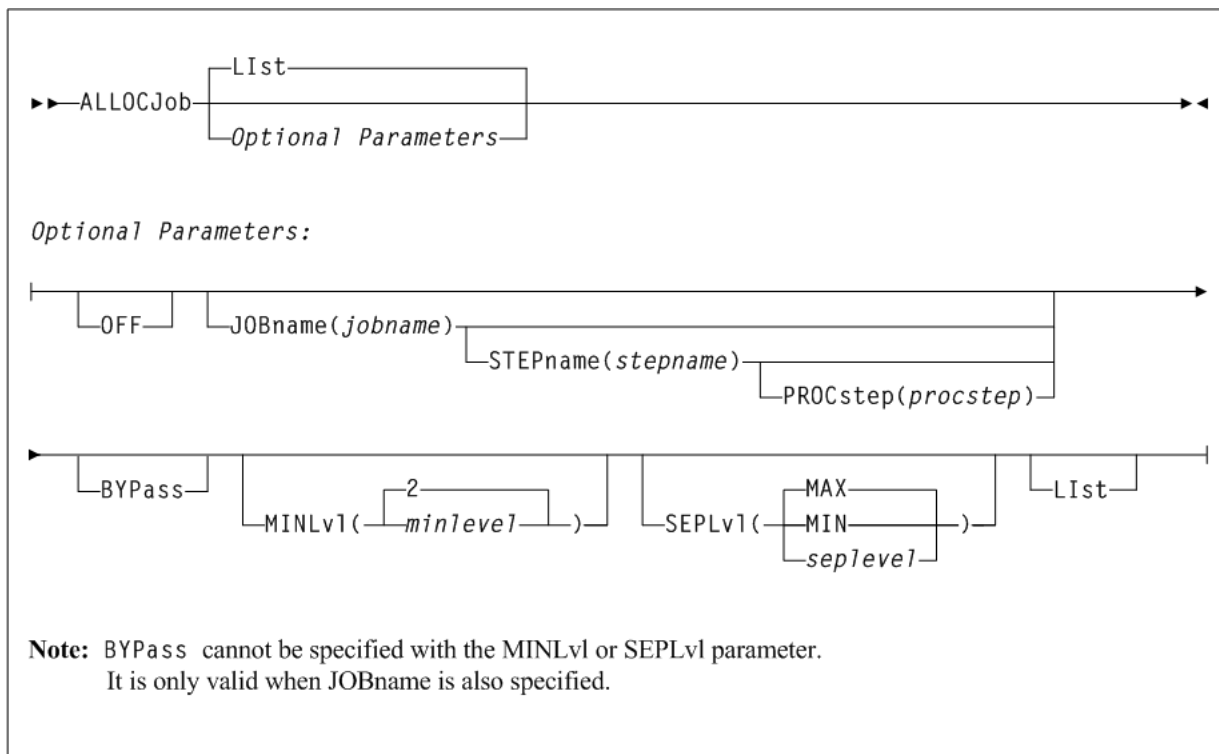 LIst
ALLOCJob
Optional Parameters
Optional Parameters:
OFF
JOBname(jobname)
STEPname(stepname)
PROCstep(procstep)
BYPass
MINLvl( 2 )
minlevel
SEPLvl( MAX )
MIN
seplevel
LIst
Note: BYPass cannot be specified with the MINLvl or SEPLvl parameter.
It is only valid when JOBname is also specified.